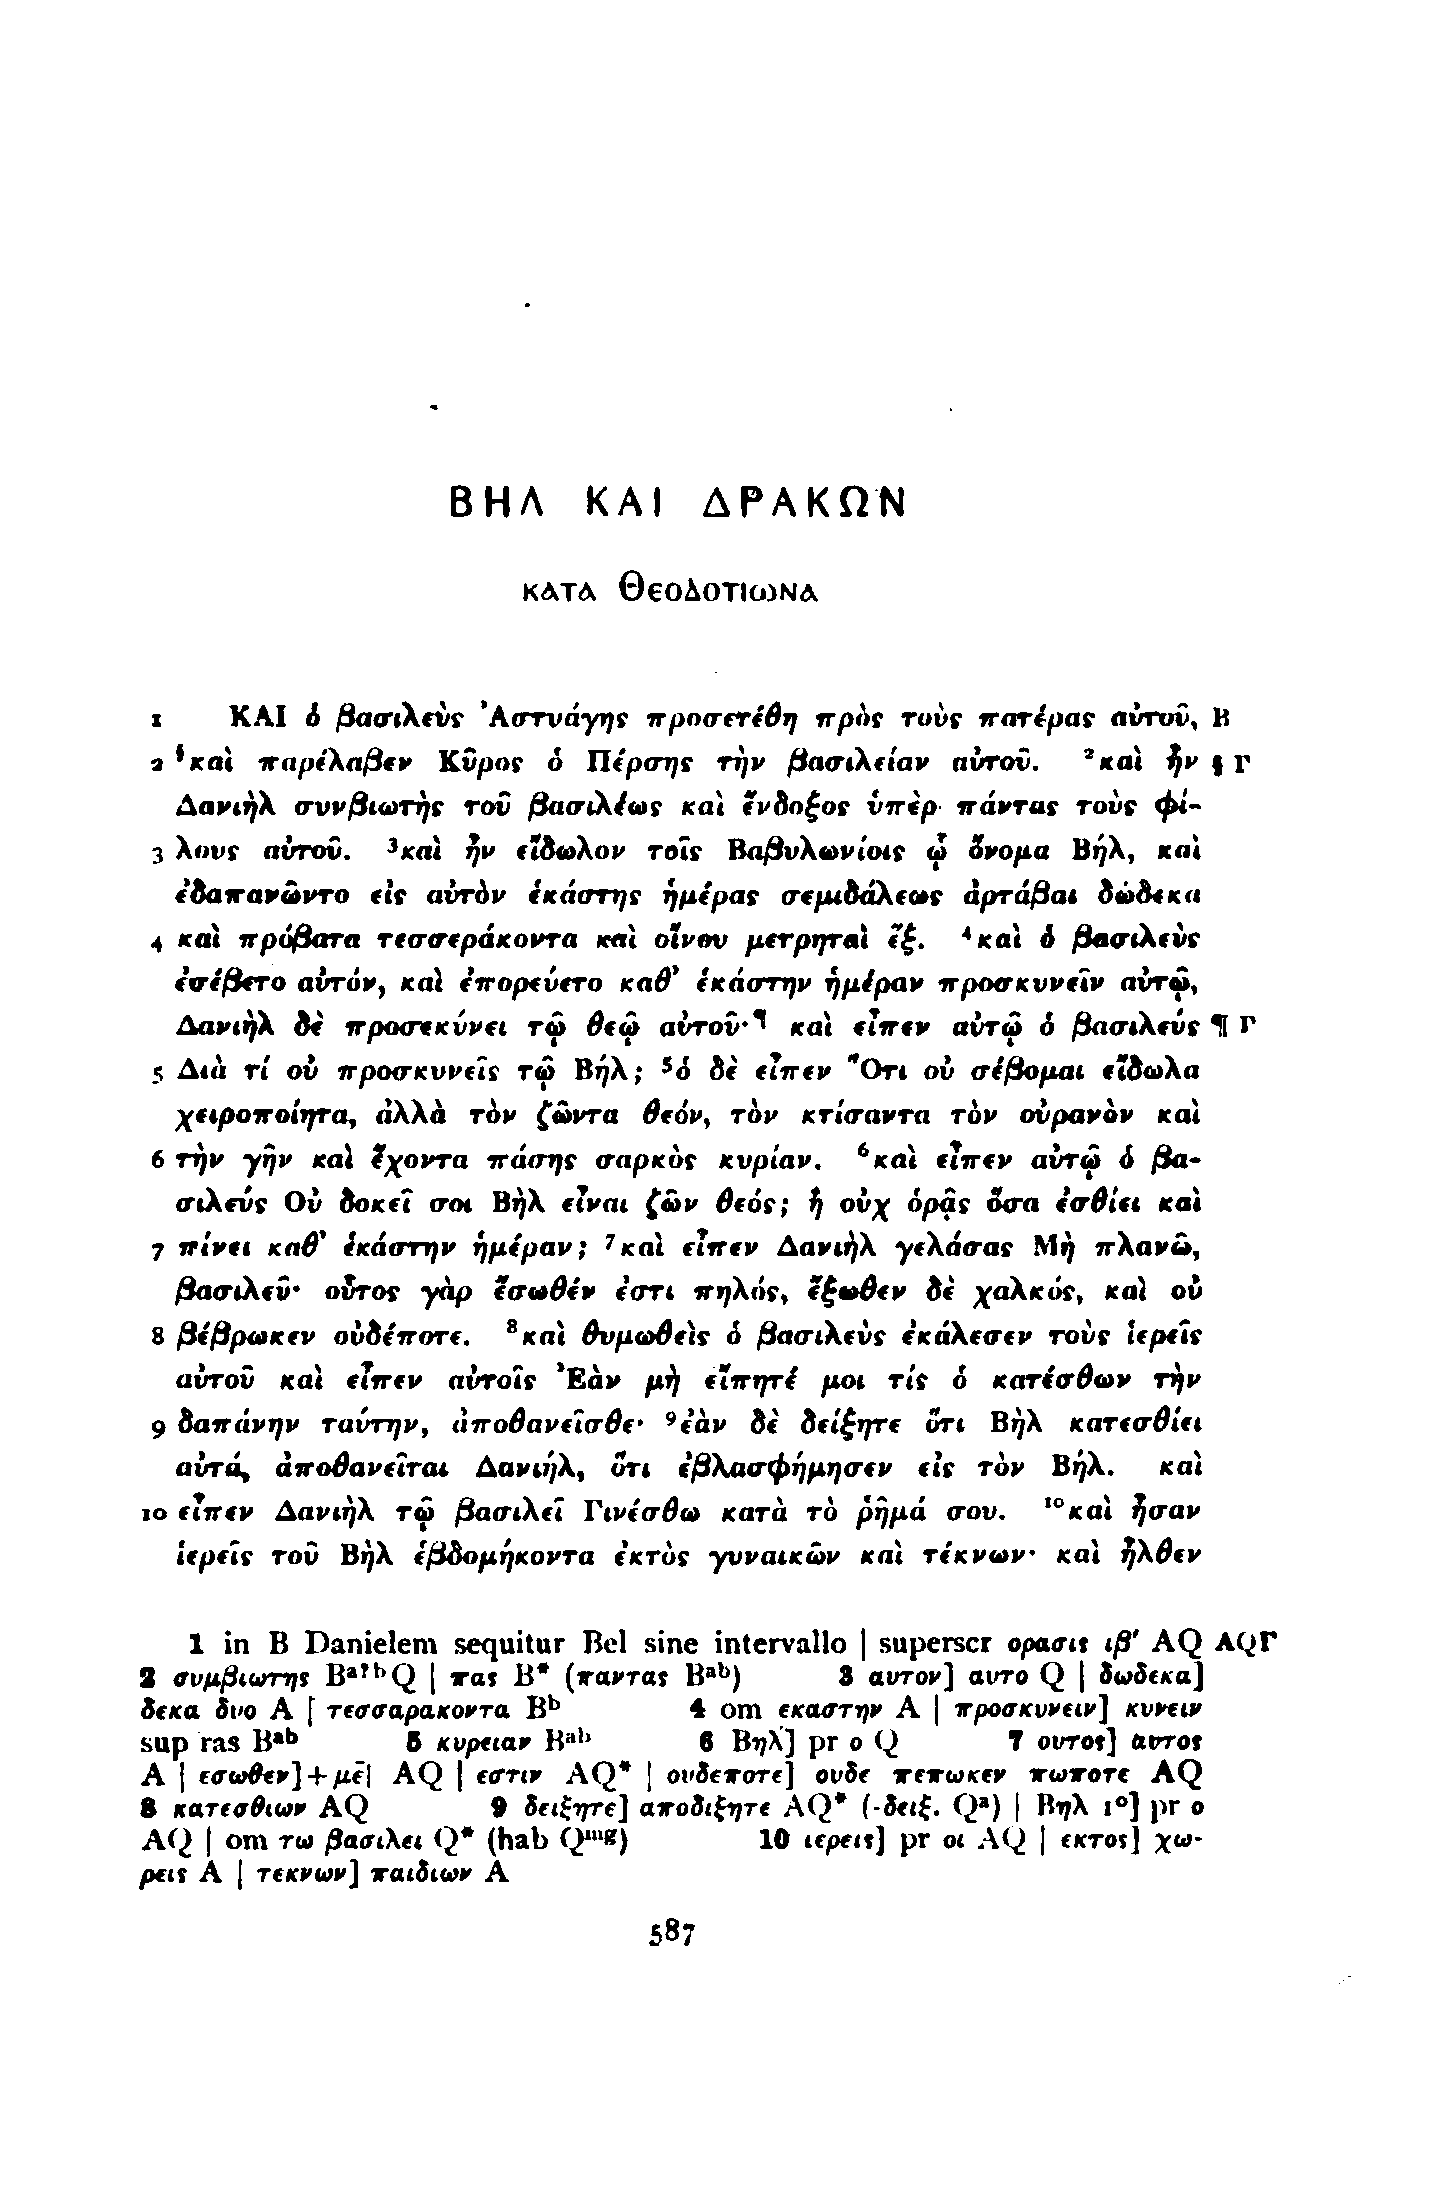 ΒΗΛ ΚΑΙ ΔΡΑΚΩΝ
ΚΑΤΑ ΘΕΟΔΟΤΙΩΝΑ
1 ΚΑΙ ὁ βασιλεὺς Ἀστυάγης προσετέθη πρὸς τοὺς πατέρας αὐτοῦ, B
2 §καὶ παρέλαβεν Κῦρος ὁ Πέρσης τὴν βασιλείαν αὐτοῦ. ²καὶ ἦν § Γ
Δανιὴλ συνβιωτὴς τοῦ βασιλέως καὶ ἔνδοξος ὑπὲρ πάντας τοὺς φί-
3 λους αὐτοῦ. ³καὶ ἦν εἴδωλον τοῖς Βαβυλωνίοις ᾧ ὄνομα Βήλ, καὶ
ἐδαπανῶντο εἰς αὐτὸν ἑκάστης ἡμέρας σεμιδάλεως ἀρτάβαι δώδεκα
4 καὶ πρόβατα τεσσεράκοντα καὶ οἴνου μετρηταὶ ἕξ. ⁴καὶ ὁ βασιλεὺς
ἐσέβετο αὐτόν, καὶ ἐπορεύετο καθ᾽ ἑκάστην ἡμέραν προσκυνεῖν αὐτῷ,
Δανιὴλ δὲ προσεκύνει τῷ θεῷ αὐτοῦ·¶ καὶ εἶπεν αὐτῷ ὁ βασιλεύς ¶ Γ
5 Διὰ τί οὐ προσκυνεῖς τῷ Βήλ; ⁵ὁ δὲ εἶπεν Ὅτι οὐ σέβομαι εἴδωλα
χειροποίητα, ἀλλὰ τὸν ζῶντα θεόν, τὸν κτίσαντα τὸν οὐρανὸν καὶ
6 τὴν γῆν καὶ ἔχοντα πάσης σαρκὸς κυρίαν. ⁶καὶ εἶπεν αὐτῷ ὁ βα-
σιλεύς Οὐ δοκεῖ σοι Βὴλ εἶναι ζῶν θεός; ἢ οὐχ ὁρᾷς ὅσα ἐσθίει καὶ
7 πίνει καθ᾽ ἑκάστην ἡμέραν; ⁷καὶ εἶπεν Δανιὴλ γελάσας Μὴ πλανῶ,
βασιλεῦ· οὗτος γὰρ ἔσωθέν ἐστι πηλός, ἔξωθεν δὲ χαλκός, καὶ οὐ
8 βέβρωκεν οὐδέποτε. ⁸καὶ θυμωθεὶς ὁ βασιλεὺς ἐκάλεσεν τοὺς ἱερεῖς
αὐτοῦ καὶ εἶπεν αὐτοῖς Ἐὰν μὴ εἴπητέ μοι τίς ὁ κατέσθων τὴν
9 δαπάνην ταύτην, ἀποθανεῖσθε· ⁹ἐὰν δὲ δείξητε ὅτι Βὴλ κατεσθίει
αὐτά, ἀποθανεῖται Δανιήλ, ὅτι ἐβλασφήμησεν εἰς τὸν Βήλ. καὶ
10 εἶπεν Δανιὴλ τῷ βασιλεῖ Γινέσθω κατὰ τὸ ῥῆμά σου. ¹⁰καὶ ἦσαν
ἱερεῖς τοῦ Βὴλ ἑβδομήκοντα ἐκτὸς γυναικῶν καὶ τέκνων· καὶ ἦλθεν
1 in B Danielem sequitur Bel sine intervallo | superscr ορασις ιβ′ AQ AQΓ
2 συμβιωτης Bᵃ?ᵇQ | πας B* (παντας Bᵃᵇ) 3 αυτον] αυτο Q | δωδεκα]
δεκα δυο A | τεσσαρακοντα Bᵇ 4 om εκαστην A | προσκυνειν] κυνειν
sup ras Bᵃᵇ 5 κυρειαν Bᵃᵇ 6 Βηλ] pr ο Q 7 ουτος] αυτος
A | εσωθεν]+με̄| AQ | εστιν AQ* | ουδεποτε] ουδε πεπωκεν πωποτε AQ
8 κατεσθιων AQ 9 δειξητε] αποδιξητε AQ* (-δειξ. Qᵃ) | Βηλ 1°] pr ο
AQ | om τω βασιλει Q* (hab Qᵐᵍ) 10 ιερεις] pr οι AQ | εκτος] χω-
ρεις A | τεκνων] παιδιων A
587